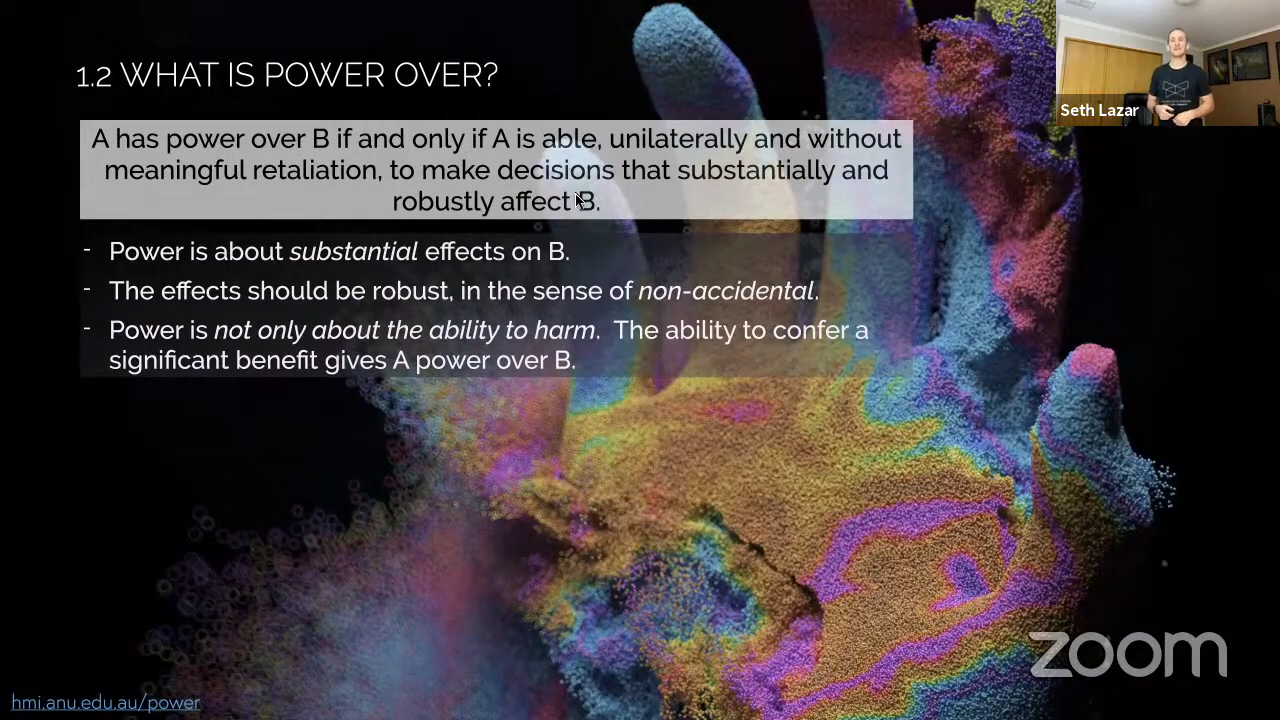 1.2 WHAT IS POWER OVER?
Seth Lazar
A has power over B if and only if A is able, unilaterally and without
meaningful retaliation, to make decisions that substantially and
robustly affect B.
- Power is about substantial effects on B.
- The effects should be robust, in the sense of non-accidental.
- Power is not only about the ability to harm. The ability to confer a
significant benefit gives A power over B.
zoom
hmi.anu.edu.au/power